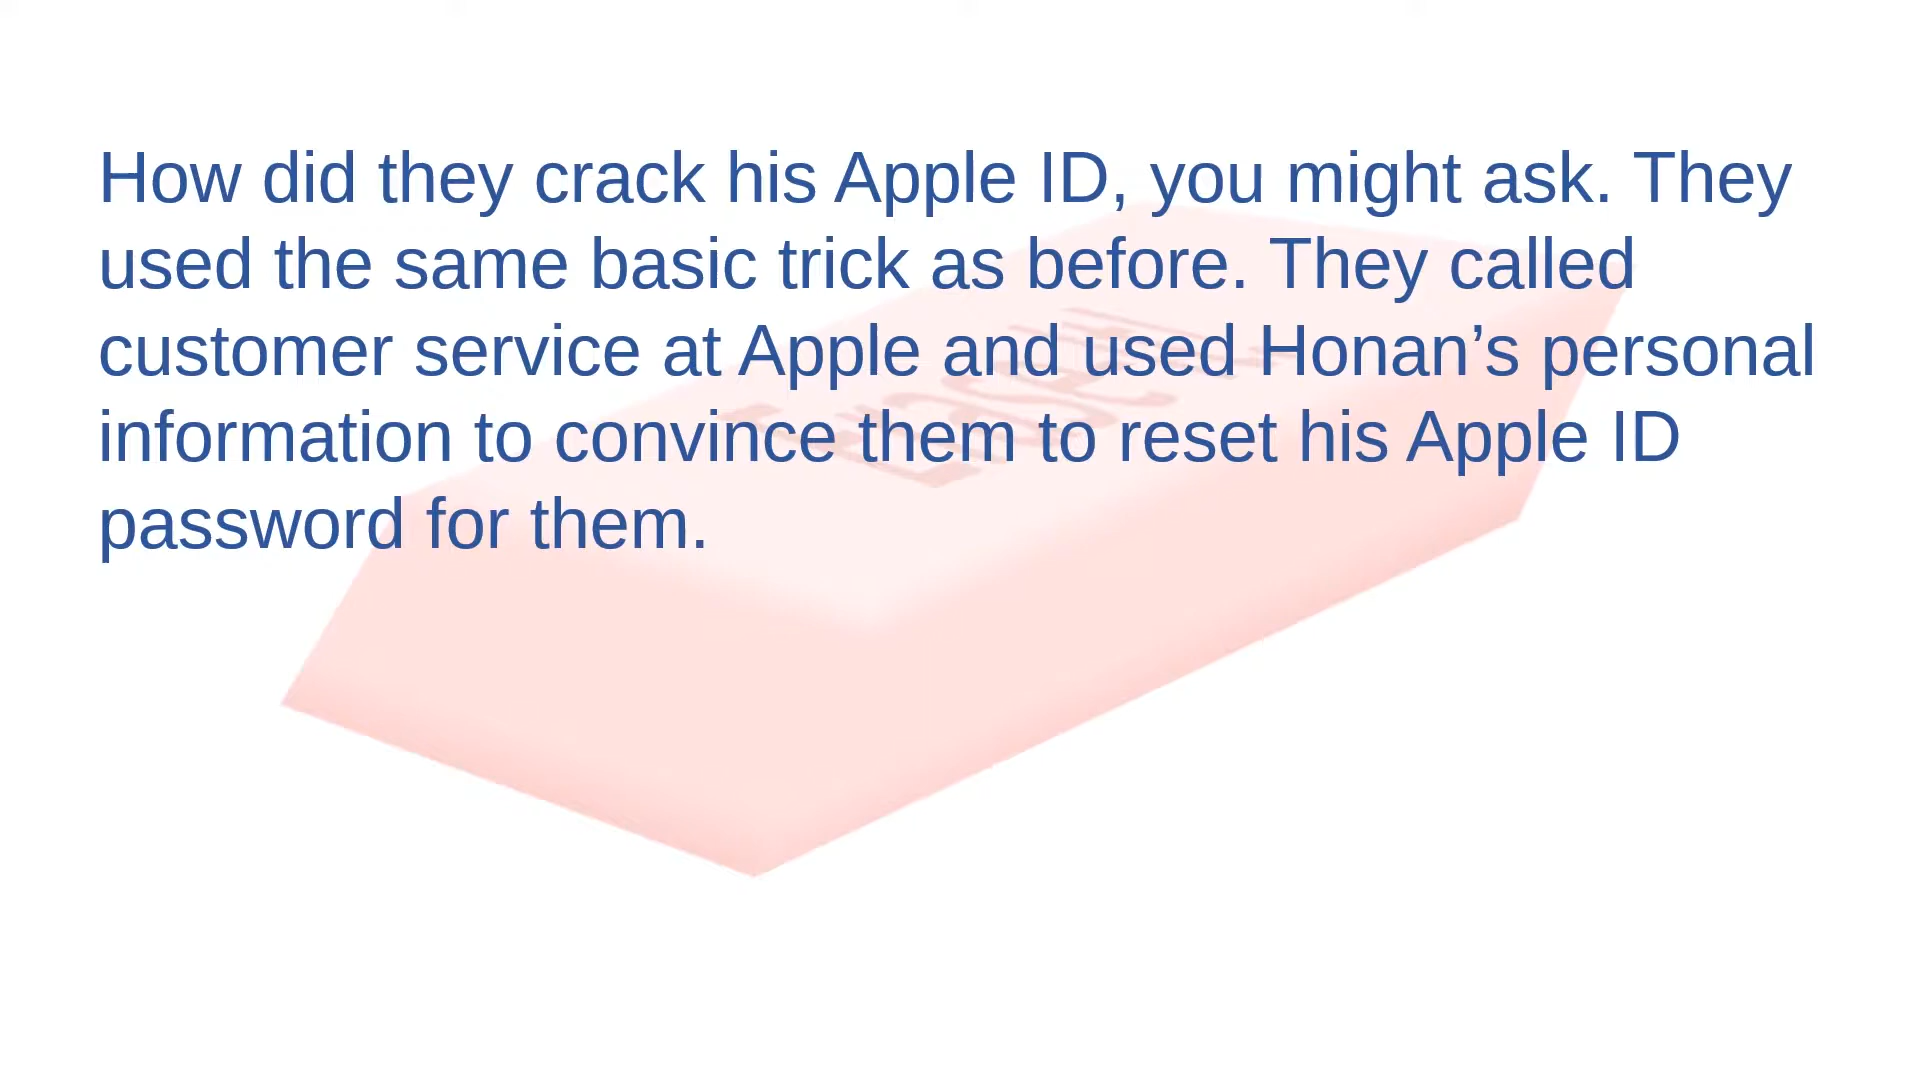 How did they crack his Apple ID, you might ask. They
used the same basic trick as before. They called
customer service at Apple and used Honan’s personal
information to convince them to reset his Apple ID
password for them.